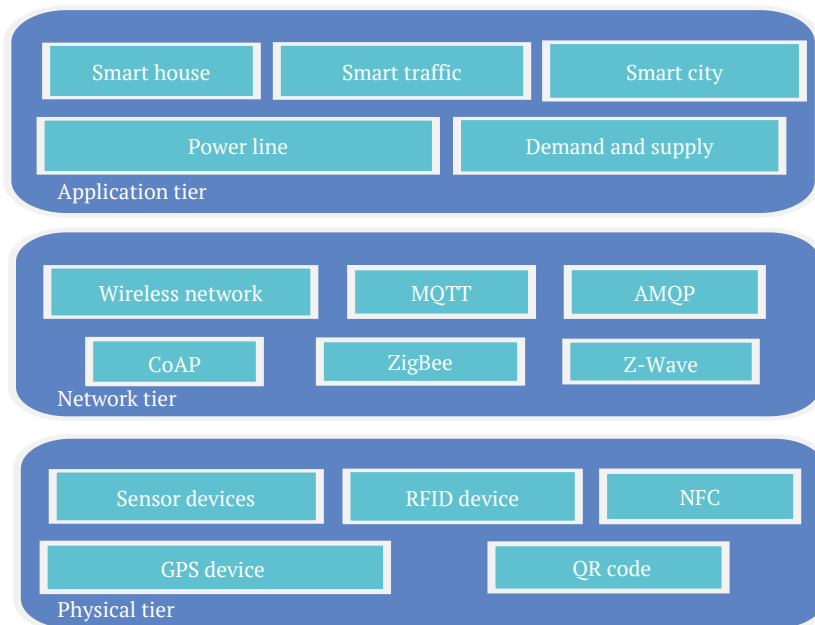 Smart house
Smart traffic
Smart city
Power line
Demand and supply
Application tier
Wireless network
MQTT
AMQP
CoAP
ZigBee
Z-Wave
Network tier
Sensor devices
RFID device
NFC
GPS device
QR code
Physical tier